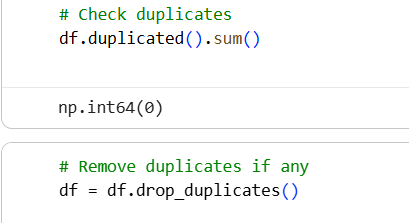 # Check duplicates
df.duplicated().sum()
np.int64(0)
# Remove duplicates if any
df = df.drop_duplicates()